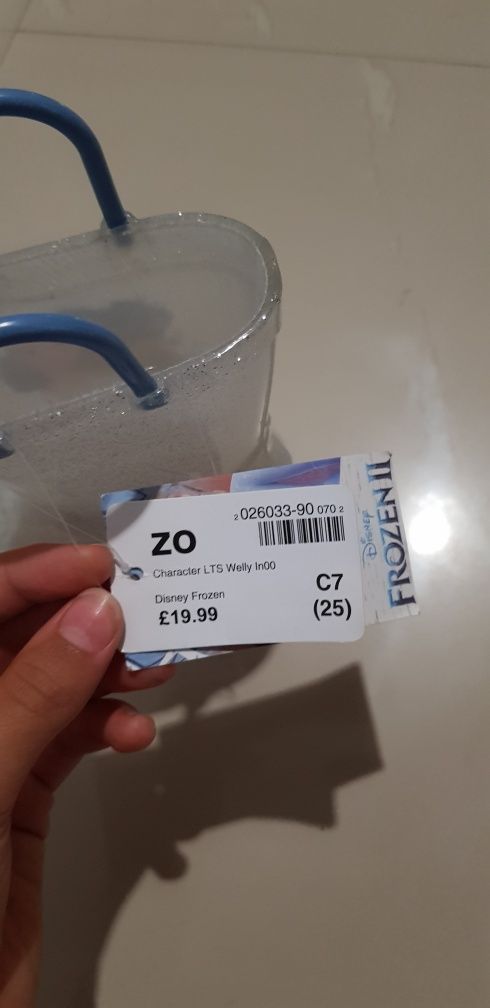 2 026033-90 070 2
ZO
Character LTS Welly In00
Disney Frozen
£19.99
C7
(25)
DISNEY
FROZEN II